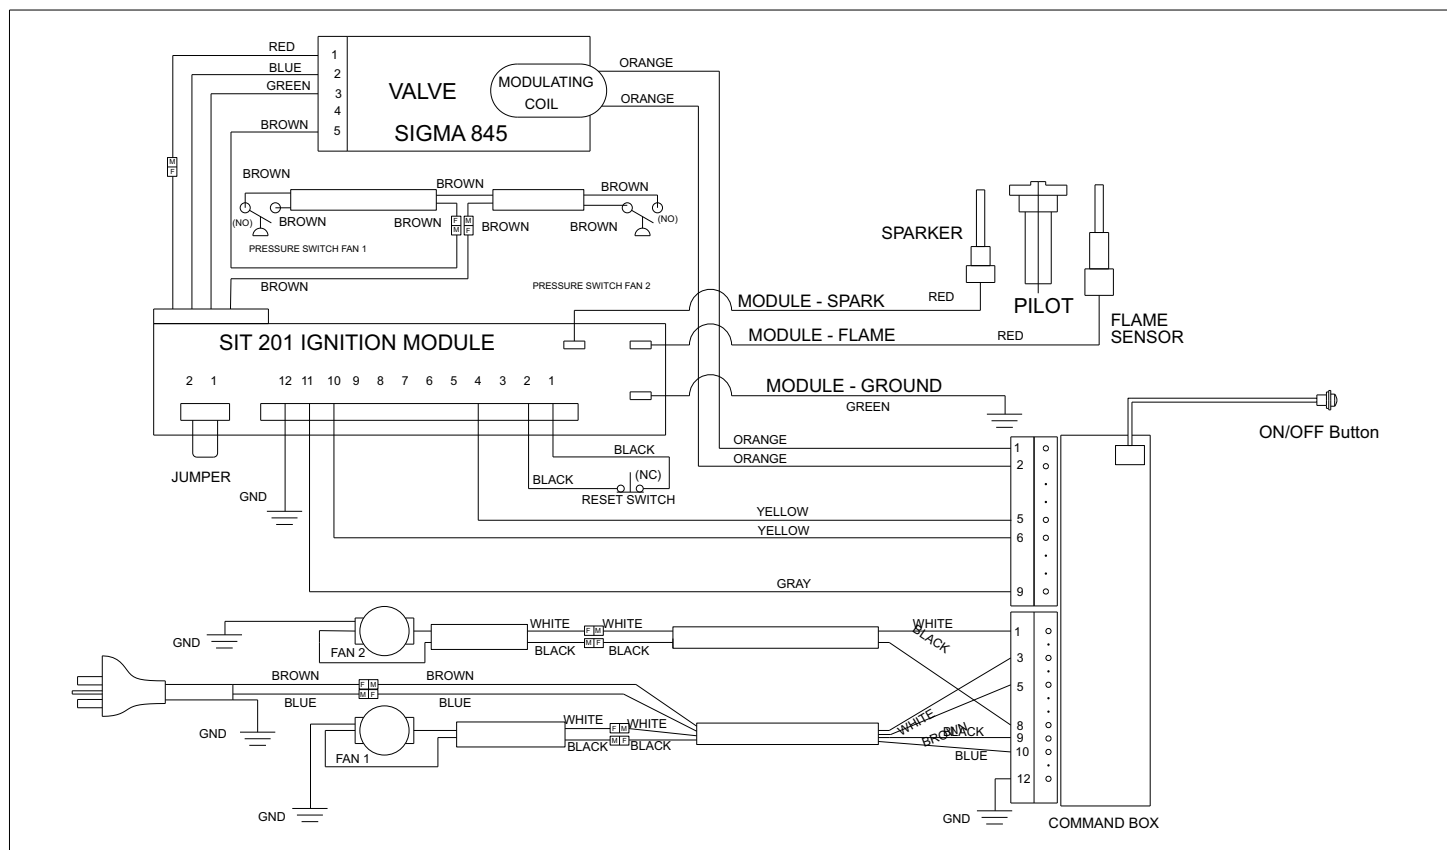 RED
1
BLUE
2
GREEN
3
4
BROWN
5
VALVE
SIGMA 845
MODULATING
COIL
ORANGE
ORANGE
M
F
BROWN
BROWN
BROWN
BROWN
BROWN
BROWN
BROWN
(NO)
(NO)
F
M
M
F
PRESSURE SWITCH FAN 1
BROWN
PRESSURE SWITCH FAN 2
SPARKER
PILOT
FLAME
SENSOR
MODULE - SPARK
RED
MODULE - FLAME
RED
MODULE - GROUND
GREEN
SIT 201 IGNITION MODULE
2 1
12 11 10 9 8 7 6 5 4 3 2 1
JUMPER
GND
BLACK
BLACK
(NC)
RESET SWITCH
ON/OFF Button
ORANGE
1
ORANGE
2
YELLOW
5
YELLOW
6
GRAY
9
GND
FAN 2
WHITE
F M
WHITE
BLACK
M F
BLACK
WHITE
BLACK
1
3
5
8
9
10
12
BROWN
F M
BROWN
BLUE
M F
BLUE
GND
FAN 1
WHITE
F M
WHITE
BLACK
M F
BLACK
WHITE
BROWN
BLACK
BLUE
GND
GND
COMMAND BOX